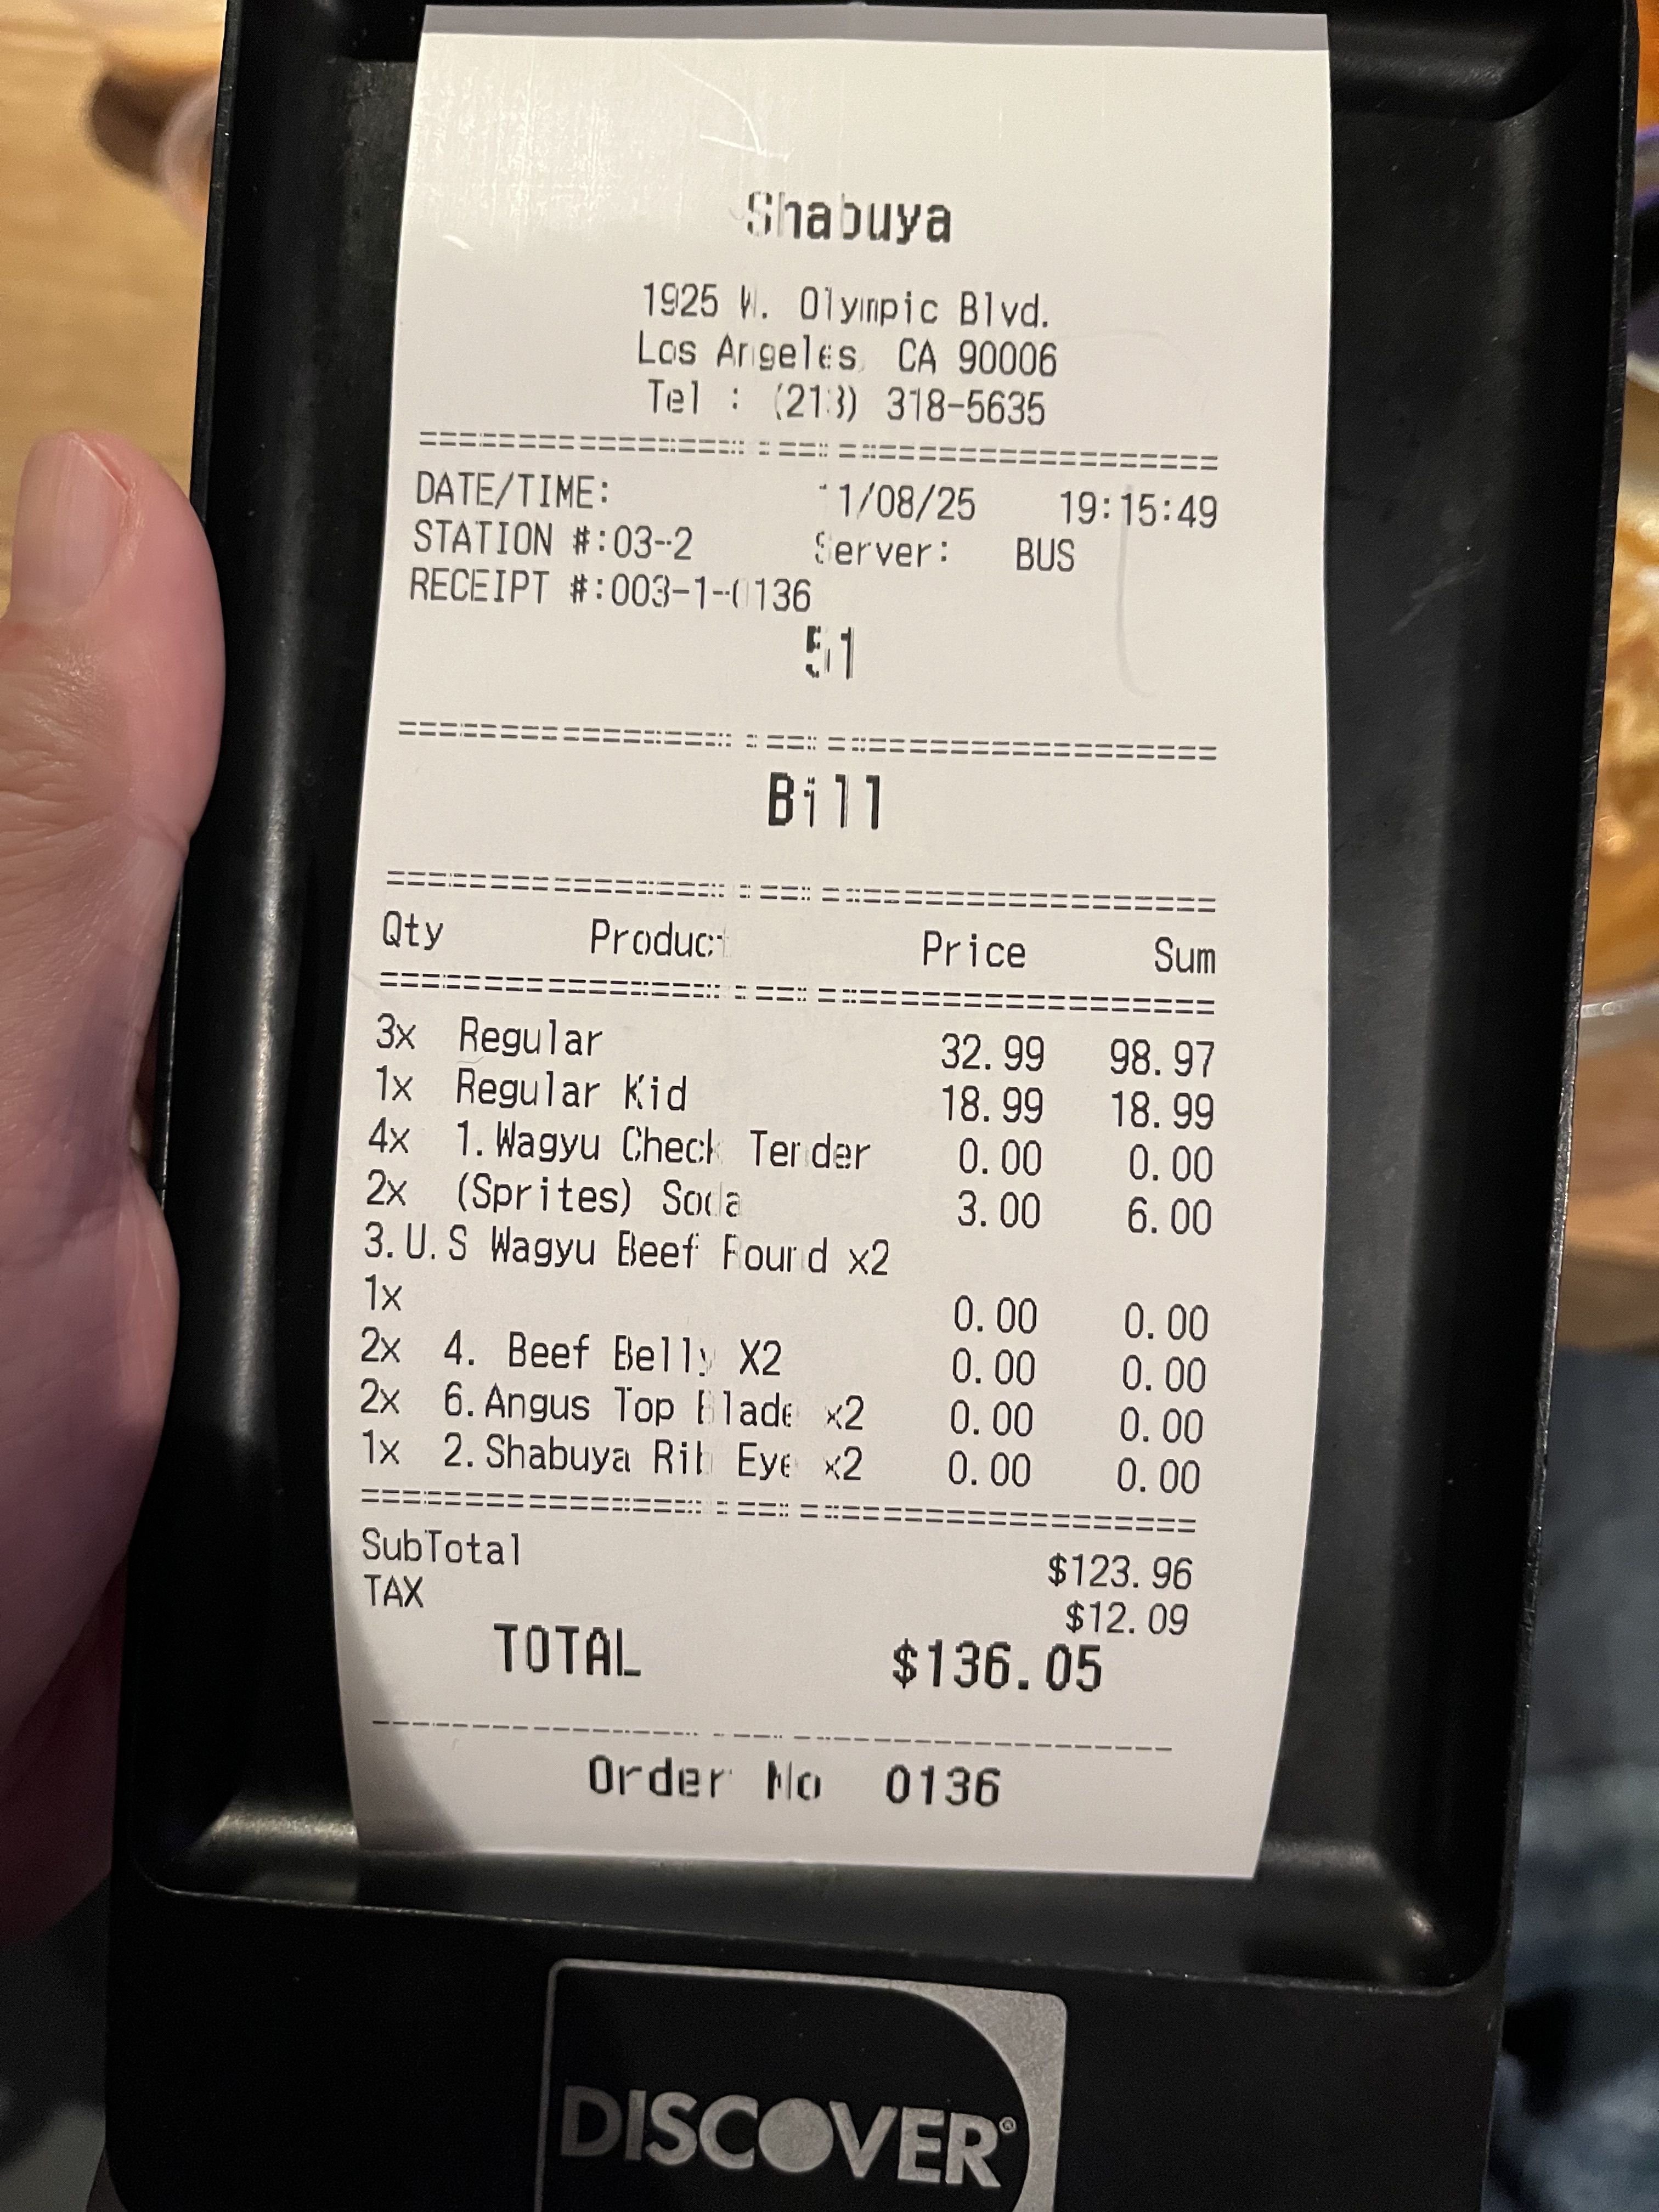 Shabuya
1925 W. Olympic Blvd.
Los Angeles, CA 90006
Tel : (213) 318-5635
DATE/TIME: 11/08/25 19:15:49
STATION #:03-2 Server: BUS
RECEIPT #:003-1-0136
51
Bill
Qty Product Price Sum
3x Regular 32.99 98.97
1x Regular Kid 18.99 18.99
4x 1.Wagyu Check Tender 0.00 0.00
2x (Sprites) Soda 3.00 6.00
3.U.S Wagyu Beef Round x2
1x 0.00 0.00
2x 4. Beef Belly X2 0.00 0.00
2x 6.Angus Top Blade x2 0.00 0.00
1x 2.Shabuya Rib Eye x2 0.00 0.00
SubTotal $123.96
TAX $12.09
TOTAL $136.05
Order No 0136
DISCOVER®